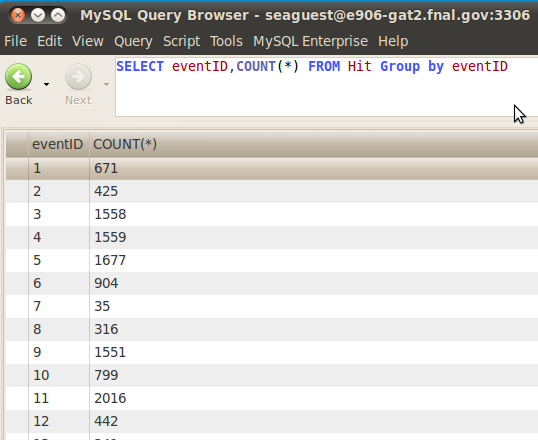 MySQL Query Browser - seaguest@e906-gat2.fnal.gov:3306
File Edit View Query Script Tools MySQL Enterprise Help
Back Next
SELECT eventID,COUNT(*) FROM Hit Group by eventID
eventID COUNT(*)
1 671
2 425
3 1558
4 1559
5 1677
6 904
7 35
8 316
9 1551
10 799
11 2016
12 442